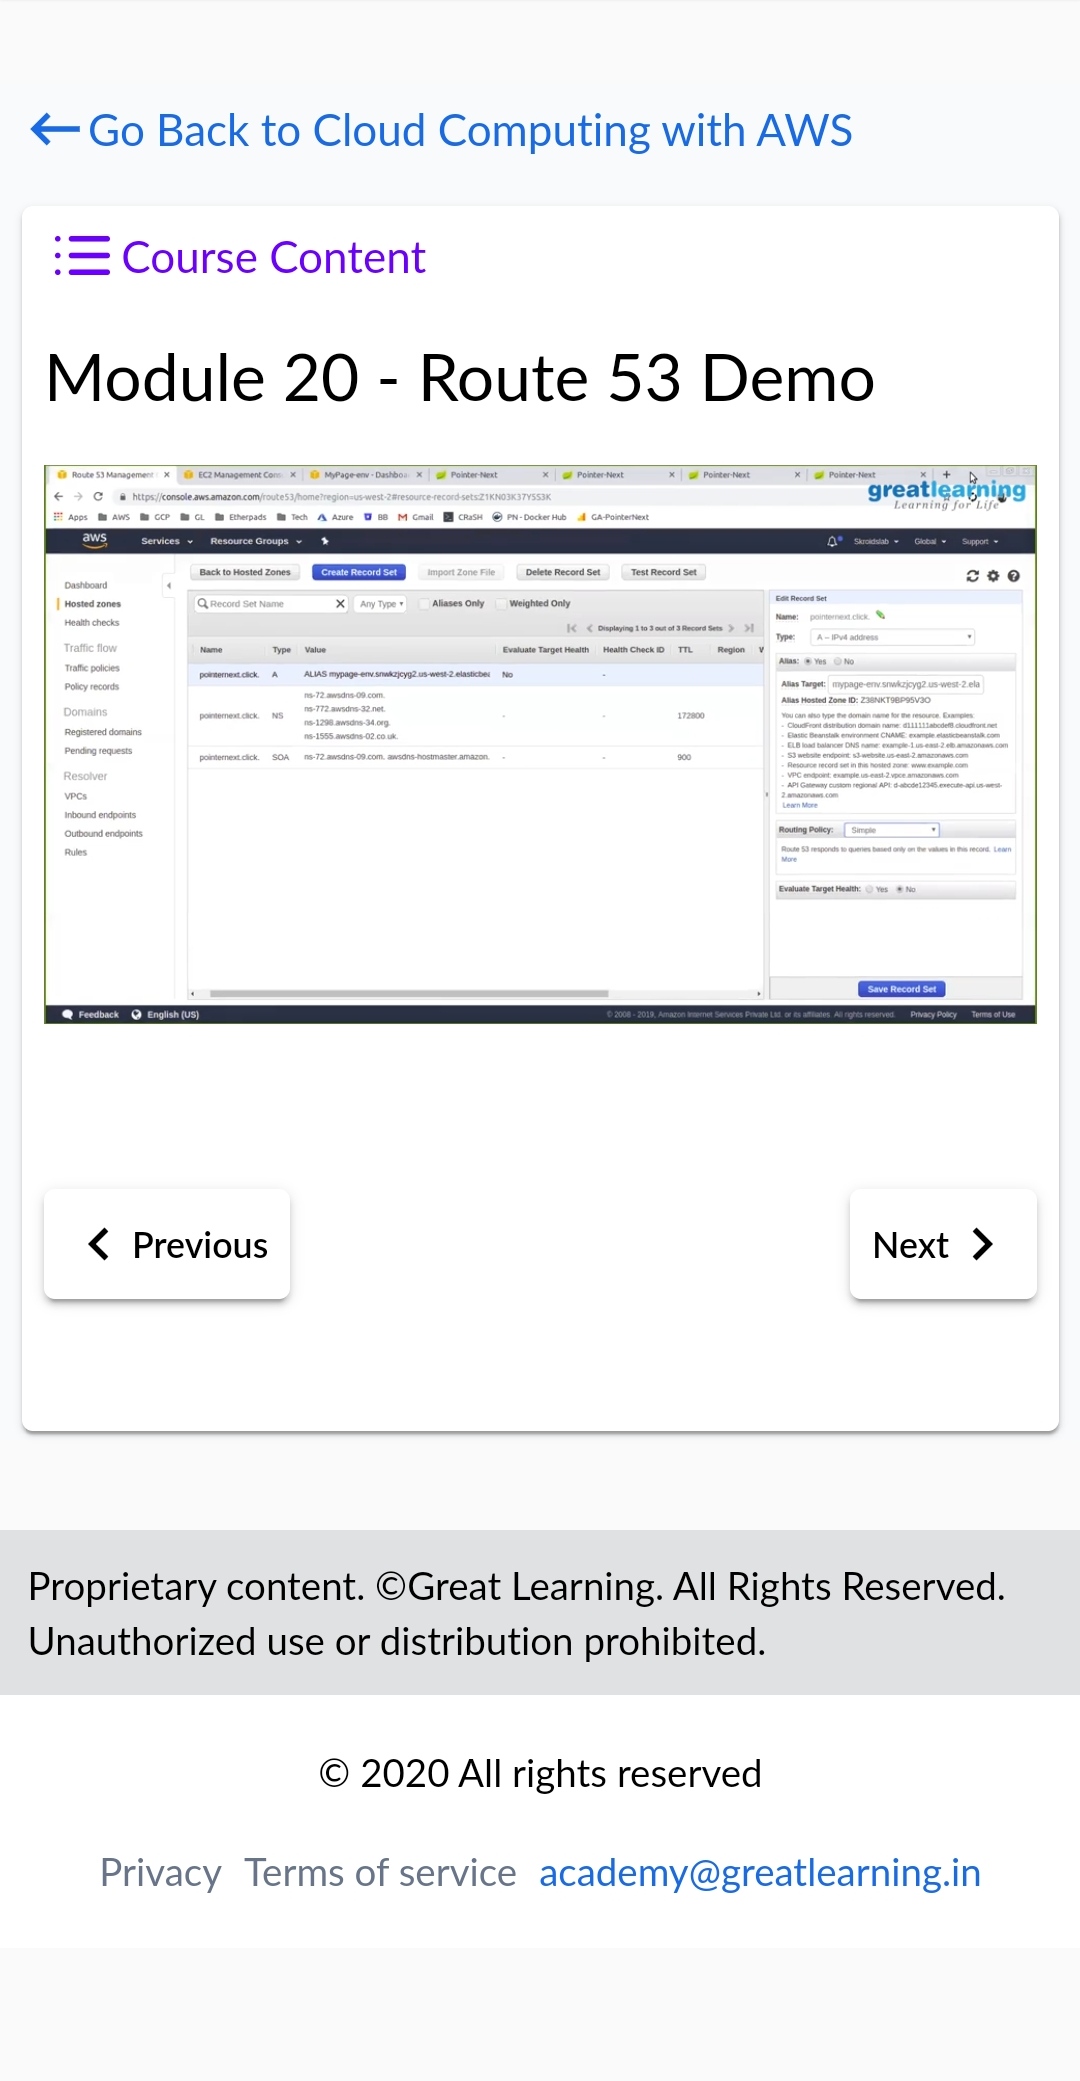 Go Back to Cloud Computing with AWS
Course Content
Module 20 - Route 53 Demo
Route 53 Management
EC2 Management Cons
MyPage-env - Dashboa
Pointer-Next
Pointer-Next
Pointer-Next
Pointer-Next
https://console.aws.amazon.com/route53/home?region=us-west-2#resource-record-sets:Z1KN03K37YSS3K
greatlearning
Learning for Life
Apps AWS GCP GL Etherpads Tech Azure BB Gmail CRaSH PN - Docker Hub GA-PointerNext
aws Services Resource Groups Skroidslab Global Support
Back to Hosted Zones Create Record Set Import Zone File Delete Record Set Test Record Set
Dashboard
Hosted zones
Health checks
Traffic flow
Traffic policies
Policy records
Domains
Registered domains
Pending requests
Resolver
VPCs
Inbound endpoints
Outbound endpoints
Rules
Record Set Name Any Type Aliases Only Weighted Only
Displaying 1 to 3 out of 3 Record Sets
Name Type Value Evaluate Target Health Health Check ID TTL Region
pointernext.click. A ALIAS mypage-env.snwkzjcyg2.us-west-2.elasticbea No -
ns-72.awsdns-09.com.
ns-772.awsdns-32.net.
pointernext.click. NS - - 172800
ns-1298.awsdns-34.org.
ns-1555.awsdns-02.co.uk.
pointernext.click. SOA ns-72.awsdns-09.com. awsdns-hostmaster.amazon. - - 900
Edit Record Set
Name: pointernext.click.
Type: A – IPv4 address
Alias: Yes No
Alias Target: mypage-env.snwkzjcyg2.us-west-2.ela
Alias Hosted Zone ID: Z38NKT9BP95V3O
You can also type the domain name for the resource. Examples:
- CloudFront distribution domain name: d111111abcdef8.cloudfront.net
- Elastic Beanstalk environment CNAME: example.elasticbeanstalk.com
- ELB load balancer DNS name: example-1.us-east-2.elb.amazonaws.com
- S3 website endpoint: s3-website.us-east-2.amazonaws.com
- Resource record set in this hosted zone: www.example.com
- VPC endpoint: example.us-east-2.vpce.amazonaws.com
- API Gateway custom regional API: d-abcde12345.execute-api.us-west-
2.amazonaws.com
Learn More
Routing Policy: Simple
Route 53 responds to queries based only on the values in this record. Learn
More
Evaluate Target Health: Yes No
Save Record Set
Feedback English (US)
© 2008 - 2019, Amazon Internet Services Private Ltd. or its affiliates. All rights reserved. Privacy Policy Terms of Use
Previous
Next
Proprietary content. ©Great Learning. All Rights Reserved.
Unauthorized use or distribution prohibited.
© 2020 All rights reserved
Privacy Terms of service academy@greatlearning.in